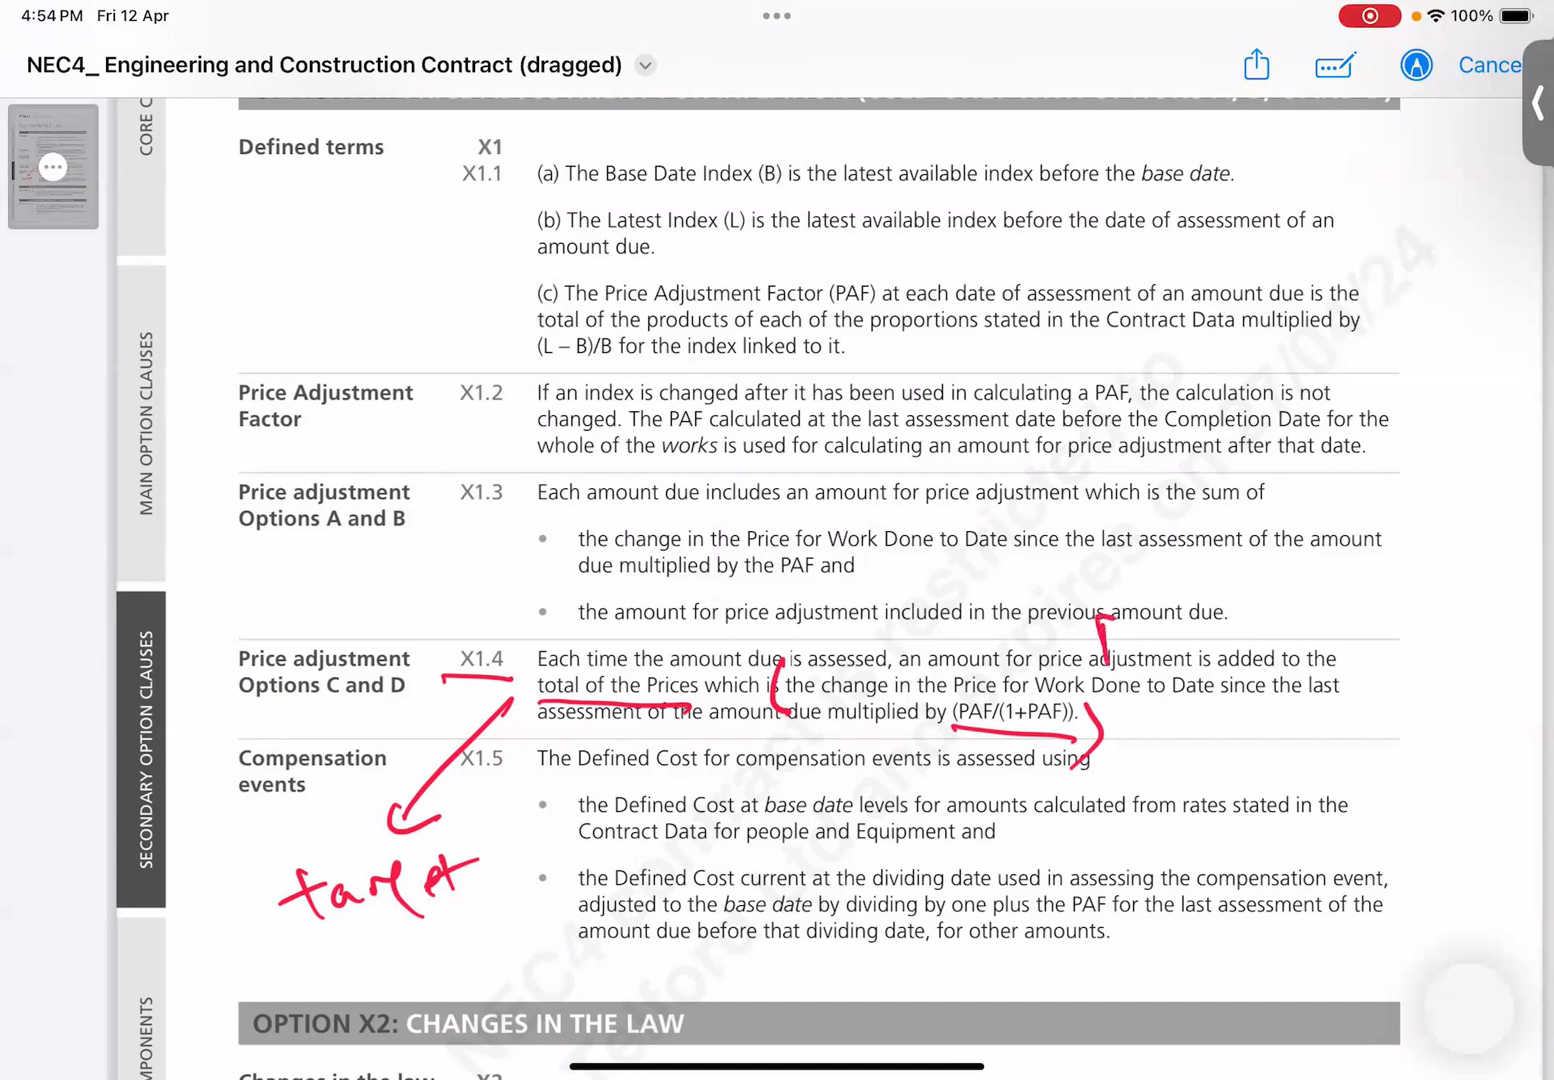 4:54 PM Fri 12 Apr
100%
NEC4_ Engineering and Construction Contract (dragged)
Cance
CORE C
Defined terms X1
X1.1 (a) The Base Date Index (B) is the latest available index before the base date.
(b) The Latest Index (L) is the latest available index before the date of assessment of an
amount due.
(c) The Price Adjustment Factor (PAF) at each date of assessment of an amount due is the
total of the products of each of the proportions stated in the Contract Data multiplied by
(L – B)/B for the index linked to it.
MAIN OPTION CLAUSES
Price Adjustment X1.2 If an index is changed after it has been used in calculating a PAF, the calculation is not
Factor changed. The PAF calculated at the last assessment date before the Completion Date for the
whole of the works is used for calculating an amount for price adjustment after that date.
Price adjustment X1.3 Each amount due includes an amount for price adjustment which is the sum of
Options A and B
• the change in the Price for Work Done to Date since the last assessment of the amount
due multiplied by the PAF and
• the amount for price adjustment included in the previous amount due.
SECONDARY OPTION CLAUSES
Price adjustment X1.4 Each time the amount due is assessed, an amount for price adjustment is added to the
Options C and D total of the Prices which is the change in the Price for Work Done to Date since the last
assessment of the amount due multiplied by (PAF/(1+PAF)).
Compensation X1.5 The Defined Cost for compensation events is assessed using
events
• the Defined Cost at base date levels for amounts calculated from rates stated in the
Contract Data for people and Equipment and
target
• the Defined Cost current at the dividing date used in assessing the compensation event,
adjusted to the base date by dividing by one plus the PAF for the last assessment of the
amount due before that dividing date, for other amounts.
MPONENTS
OPTION X2: CHANGES IN THE LAW